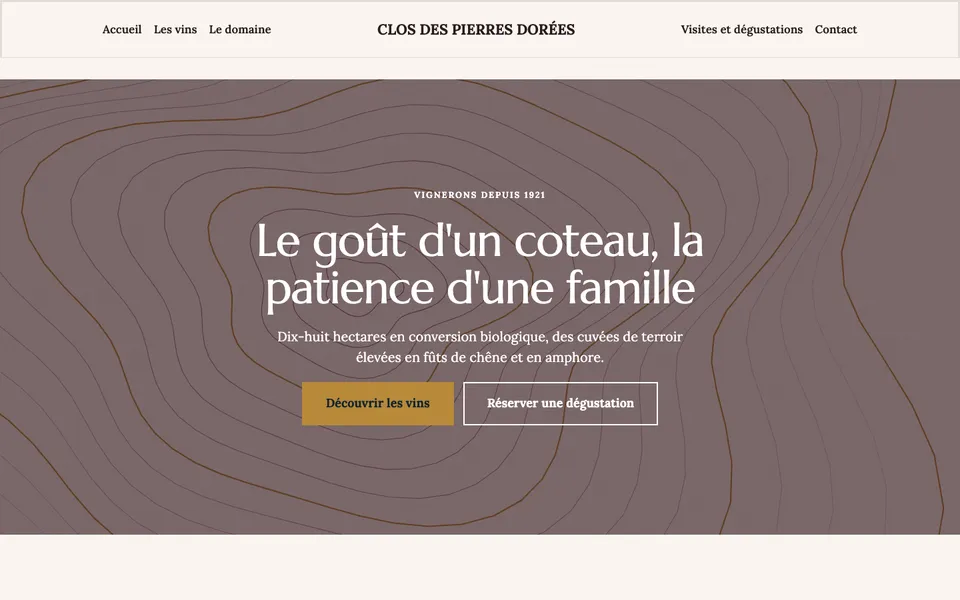 Accueil Les vins Le domaine CLOS DES PIERRES DORÉES Visites et dégustations Contact
VIGNERONS DEPUIS 1921
Le goût d'un coteau, la
patience d'une famille
Dix-huit hectares en conversion biologique, des cuvées de terroir
élevées en fûts de chêne et en amphore.
Découvrir les vins Réserver une dégustation